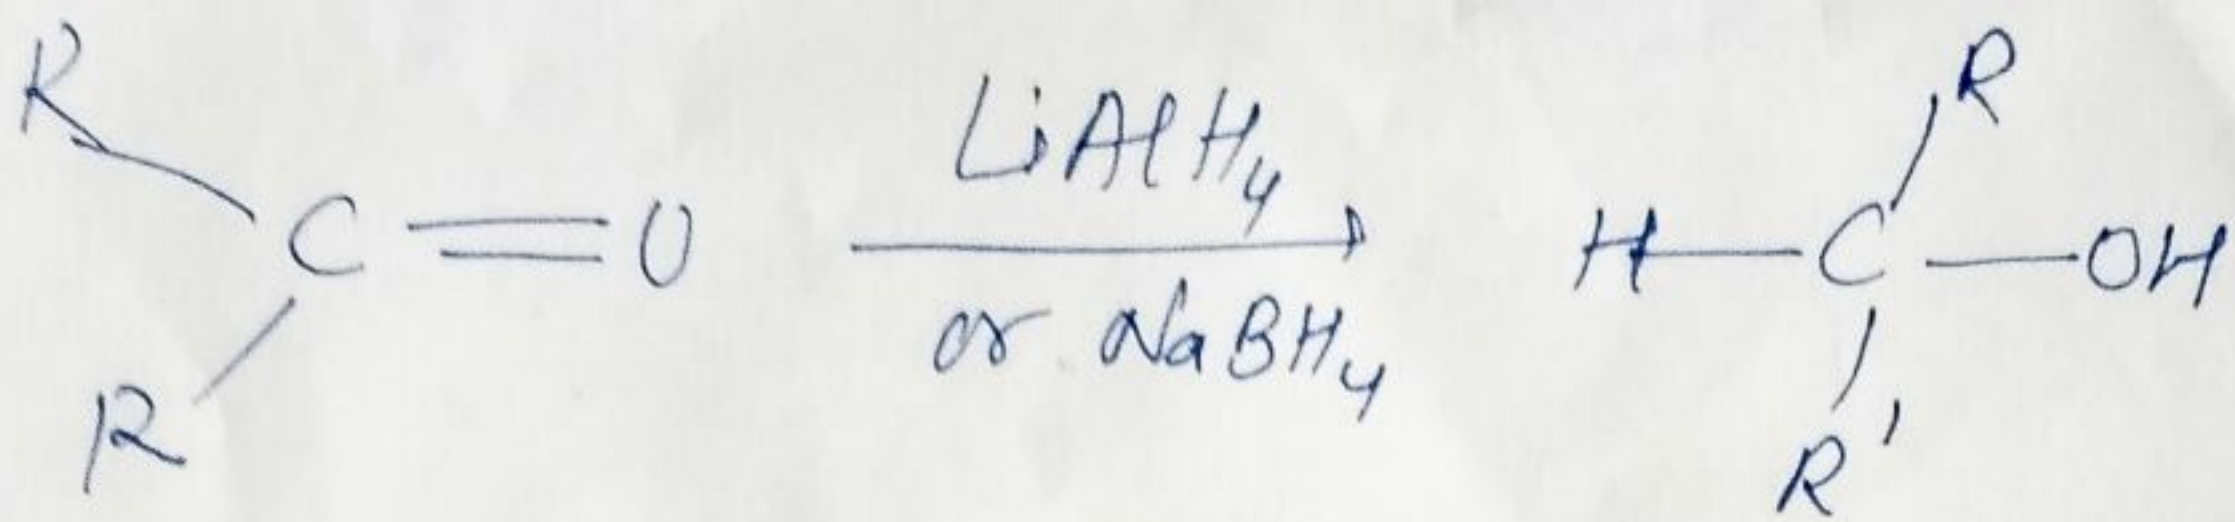 R
C=O
R
LiAlH4
or NaBH4
R
H-C-OH
R'